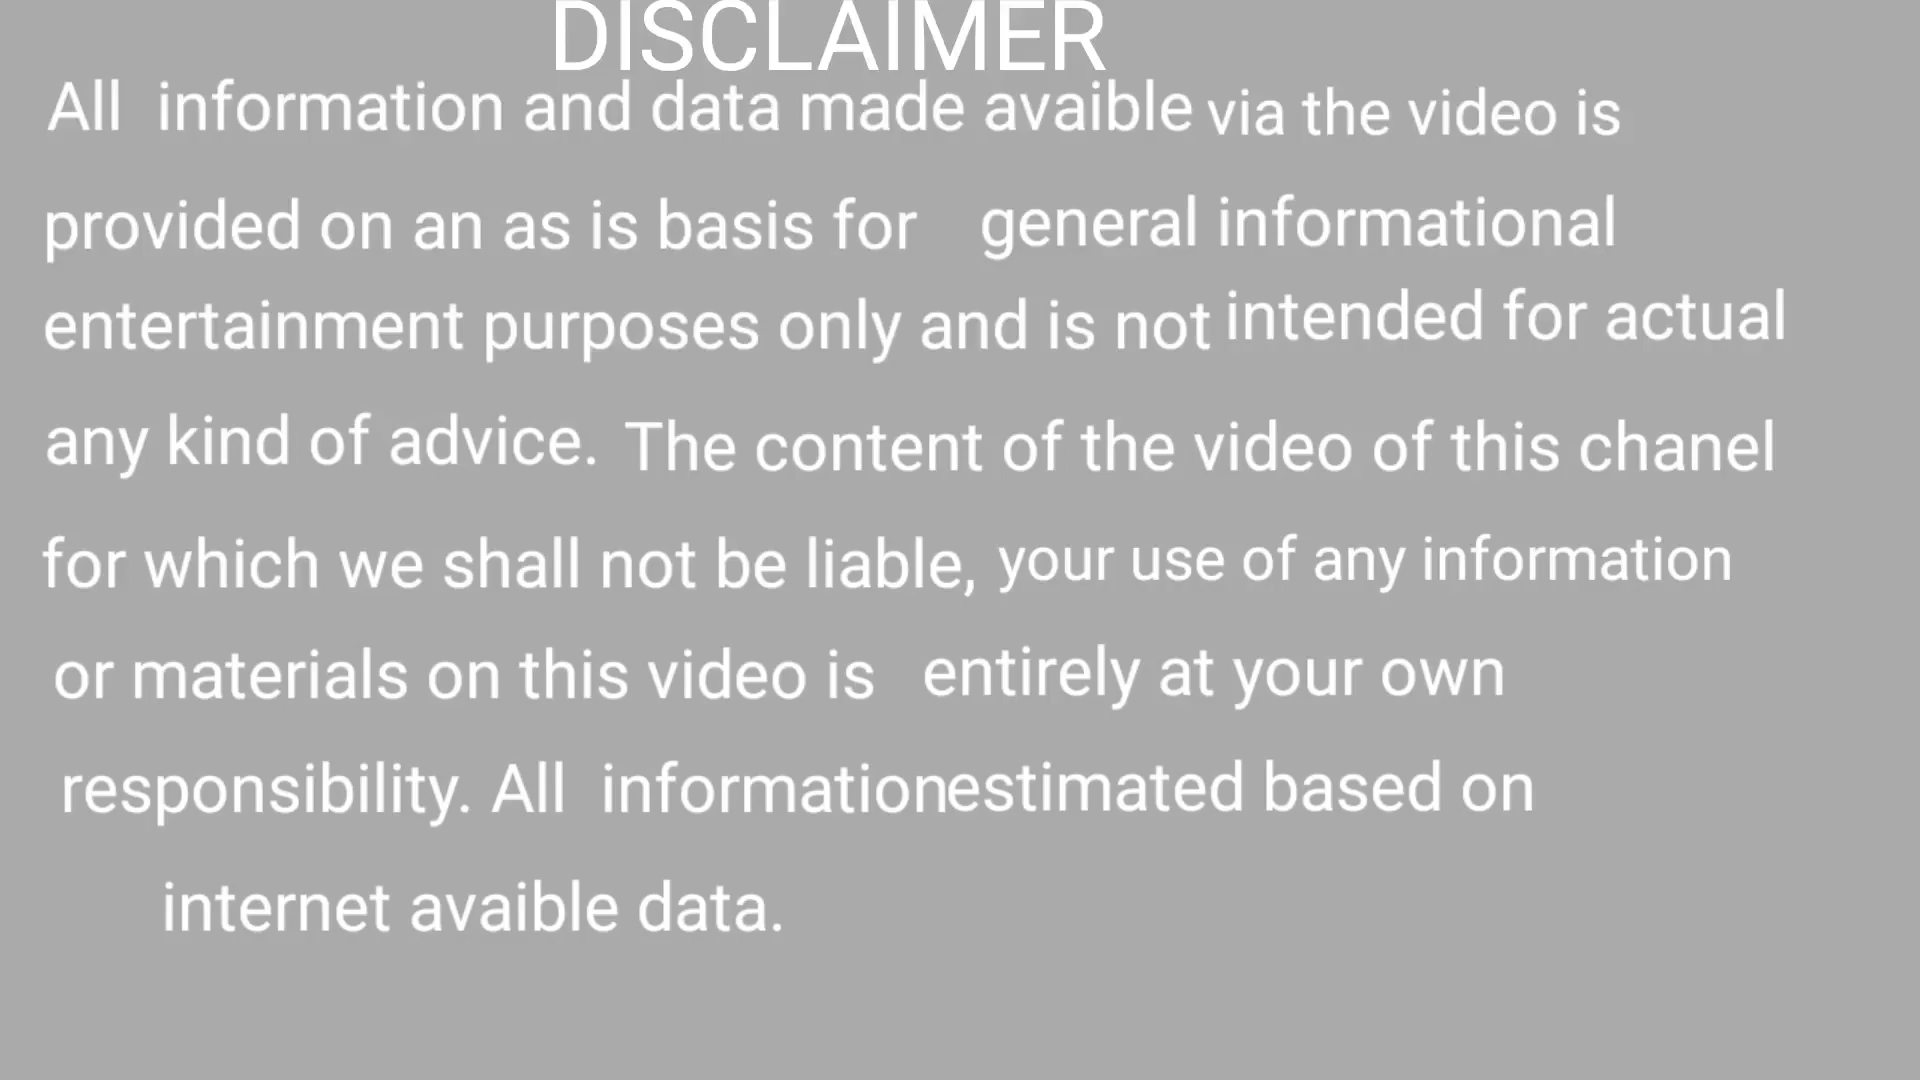 DISCLAIMER
All information and data made avaible via the video is
provided on an as is basis for general informational
entertainment purposes only and is not intended for actual
any kind of advice. The content of the video of this chanel
for which we shall not be liable, your use of any information
or materials on this video is entirely at your own
responsibility. All informationestimated based on
internet avaible data.